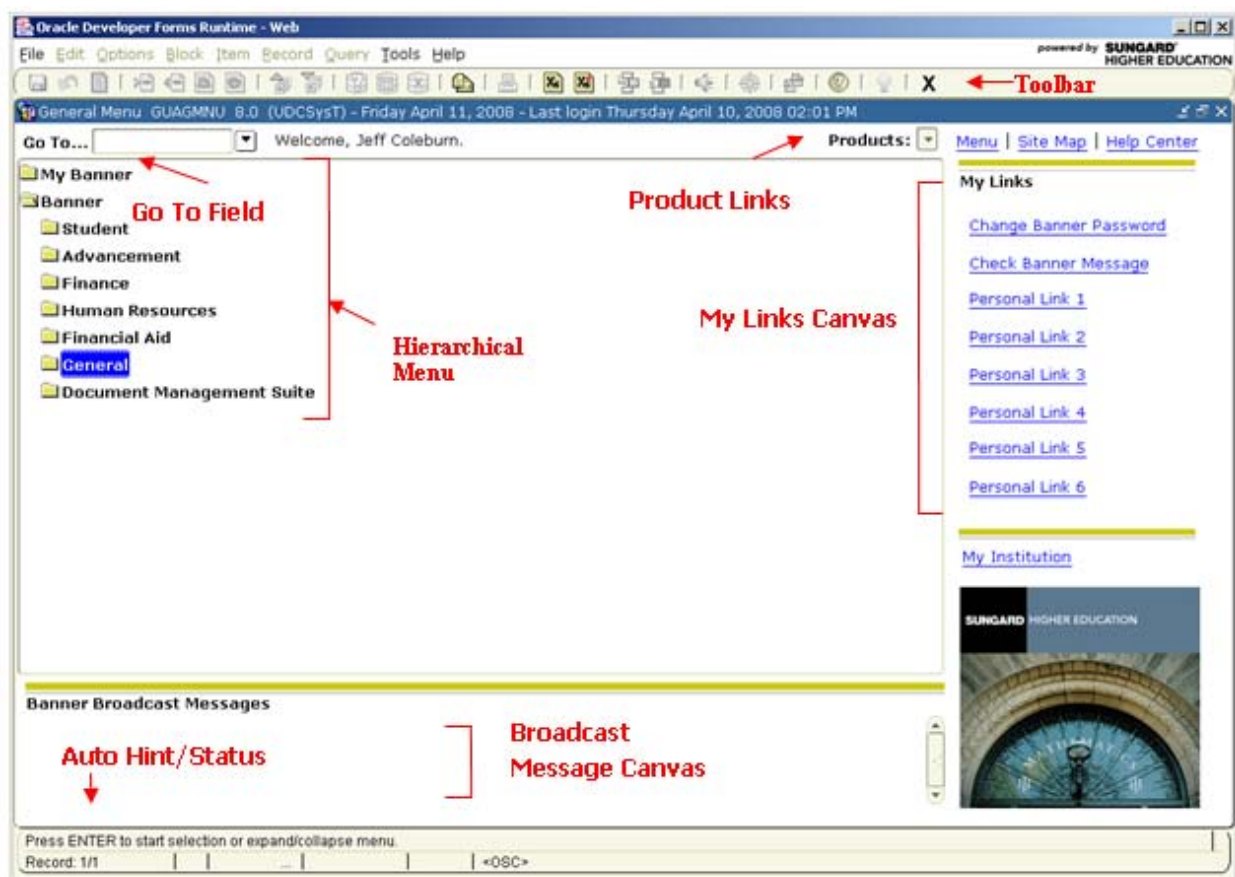 Oracle Developer Forms Runtime - Web
File Edit Options Block Item Record Query Tools Help
powered by SUNGARD'
HIGHER EDUCATION
X
Toolbar
General Menu GUAGMNU 8.0 (UDCSysT) - Friday April 11, 2008 - Last login Thursday April 10, 2008 02:01 PM
Go To...
Welcome, Jeff Coleburn.
Products:
Menu | Site Map | Help Center
My Banner
Banner
Go To Field
Product Links
My Links
Student
Change Banner Password
Advancement
Check Banner Message
Finance
Personal Link 1
Human Resources
My Links Canvas
Financial Aid
Personal Link 2
Hierarchical
Menu
General
Personal Link 3
Document Management Suite
Personal Link 4
Personal Link 5
Personal Link 6
My Institution
SUNGARD HIGHER EDUCATION
MATHEMATICA
Banner Broadcast Messages
Auto Hint/Status
Broadcast
Message Canvas
Press ENTER to start selection or expand/collapse menu.
Record: 1/1 ... <OSC>